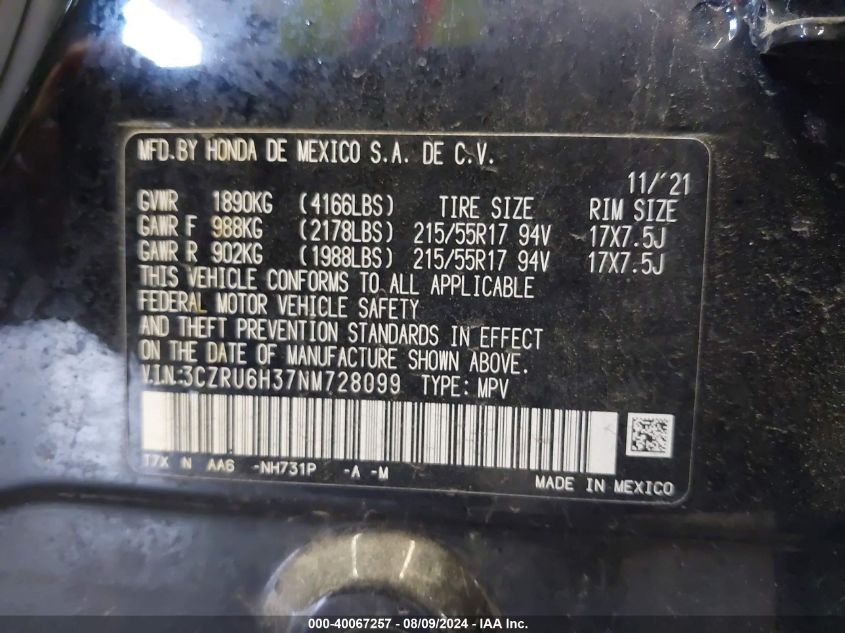 MFD. BY HONDA DE MEXICO S.A. DE C.V.
11/'21
GVWR 1890KG (4166LBS) TIRE SIZE RIM SIZE
GAWR F 988KG (2178LBS) 215/55R17 94V 17X7.5J
GAWR R 902KG (1988LBS) 215/55R17 94V 17X7.5J
THIS VEHICLE CONFORMS TO ALL APPLICABLE
FEDERAL MOTOR VEHICLE SAFETY
AND THEFT PREVENTION STANDARDS IN EFFECT
ON THE DATE OF MANUFACTURE SHOWN ABOVE.
V.I.N:3CZRU6H37NM728099 TYPE: MPV
T7X N AA6 -NH731P -A -M
MADE IN MEXICO
000-40067257 - 08/09/2024 - IAA Inc.